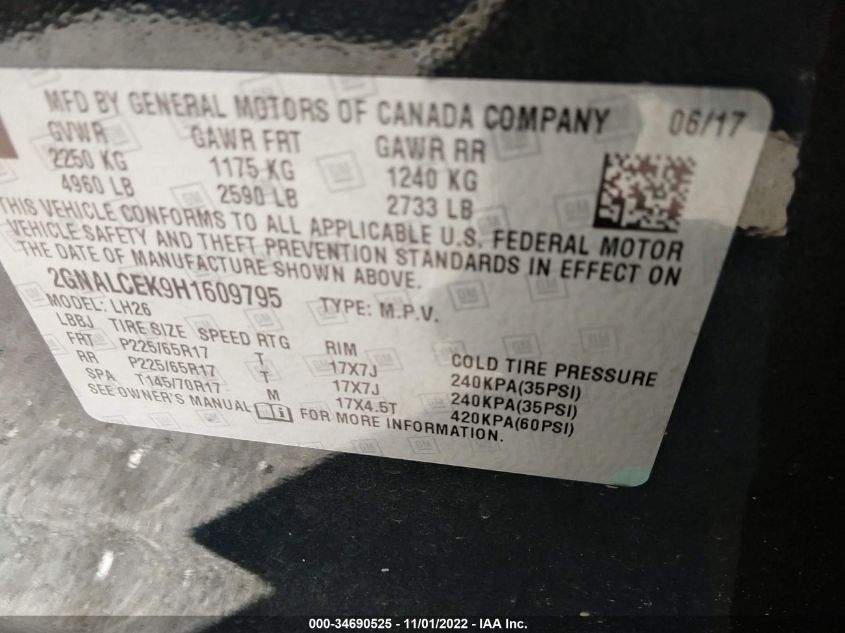 MFD BY GENERAL MOTORS OF CANADA COMPANY 06/17
GVWR GAWR FRT GAWR RR
2250 KG 1175 KG 1240 KG
4960 LB 2590 LB 2733 LB
THIS VEHICLE CONFORMS TO ALL APPLICABLE U.S. FEDERAL MOTOR
VEHICLE SAFETY AND THEFT PREVENTION STANDARDS IN EFFECT ON
THE DATE OF MANUFACTURE SHOWN ABOVE.
2GNALCEK9H1609795 TYPE: M.P.V.
MODEL: LH26
LBBJ TIRE SIZE SPEED RTG RIM COLD TIRE PRESSURE
FRT P225/65R17 T 17X7J 240KPA(35PSI)
RR P225/65R17 T 17X7J 240KPA(35PSI)
SPA T145/70R17 M 17X4.5T 420KPA(60PSI)
SEE OWNER'S MANUAL FOR MORE INFORMATION.
000-34690525 - 11/01/2022 - IAA Inc.